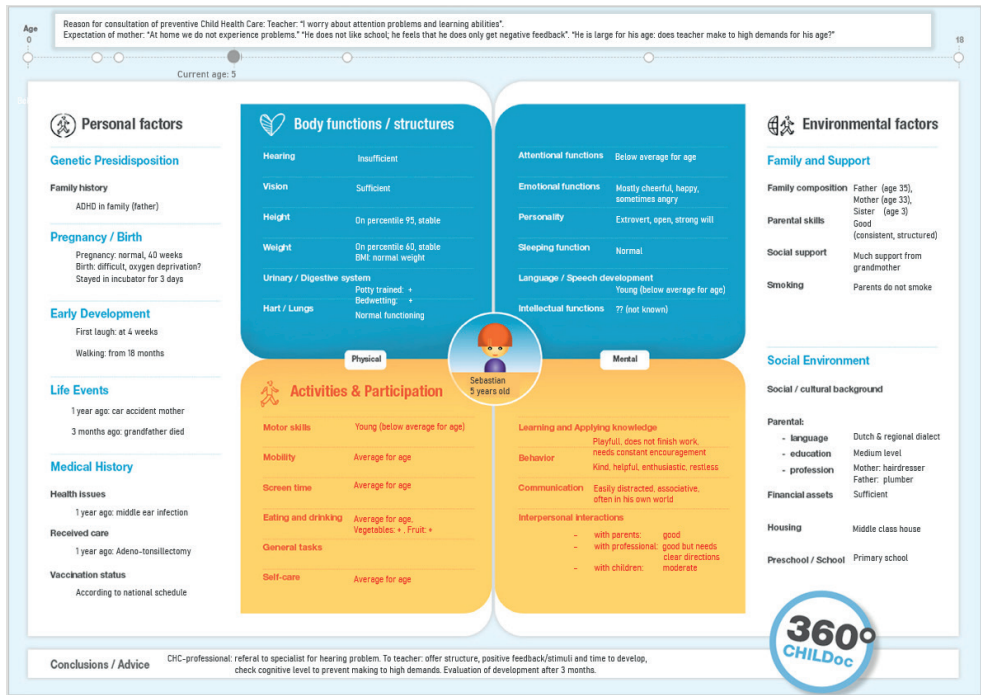 Reason for consultation of preventive Child Health Care: Teacher: "I worry about attention problems and learning abilities".
Expectation of mother: "At home we do not experience problems." "He does not like school; he feels that he does only get negative feedback". "He is large for his age: does teacher make to high demands for his age?"
Age
0
18
Current age: 5
Personal factors
Genetic Presidisposition
Family history
ADHD in family (father)
Pregnancy / Birth
Pregnancy: normal, 40 weeks
Birth: difficult, oxygen deprivation?
Stayed in incubator for 3 days
Early Development
First laugh: at 4 weeks
Walking: from 18 months
Life Events
1 year ago: car accident mother
3 months ago: grandfather died
Medical History
Health issues
1 year ago: middle ear infection
Received care
1 year ago: Adeno-tonsillectomy
Vaccination status
According to national schedule
Body functions / structures
Hearing Insufficient
Vision Sufficient
Height On percentile 95, stable
Weight On percentile 60, stable
BMI: normal weight
Urinary / Digestive system
Potty trained: +
Bedwetting: +
Hart / Lungs Normal functioning
Physical
Attentional functions Below average for age
Emotional functions Mostly cheerful, happy,
sometimes angry
Personality Extrovert, open, strong will
Sleeping function Normal
Language / Speech development
Young (below average for age)
Intellectual functions ?? (not known)
Mental
Sebastian
5 years old
Activities & Participation
Motor skills Young (below average for age)
Mobility Average for age
Screen time Average for age
Eating and drinking Average for age,
Vegetables: + , Fruit: +
General tasks
Self-care Average for age
Learning and Applying knowledge
Playfull, does not finish work,
needs constant encouragement
Behavior Kind, helpful, enthusiastic, restless
Communication Easily distracted, associative,
often in his own world
Interpersonal interactions
- with parents: good
- with professional: good but needs
clear directions
- with children: moderate
Environmental factors
Family and Support
Family composition Father (age 35),
Mother (age 33),
Sister (age 3)
Parental skills Good
(consistent, structured)
Social support Much support from
grandmother
Smoking Parents do not smoke
Social Environment
Social / cultural background
Parental:
- language Dutch & regional dialect
- education Medium level
- profession Mother: hairdresser
Father: plumber
Financial assets Sufficient
Housing Middle class house
Preschool / School Primary school
360°
CHILDoc
Conclusions / Advice CHC-professional: referal to specialist for hearing problem. To teacher: offer structure, positive feedback/stimuli and time to develop,
check cognitive level to prevent making to high demands. Evaluation of development after 3 months.